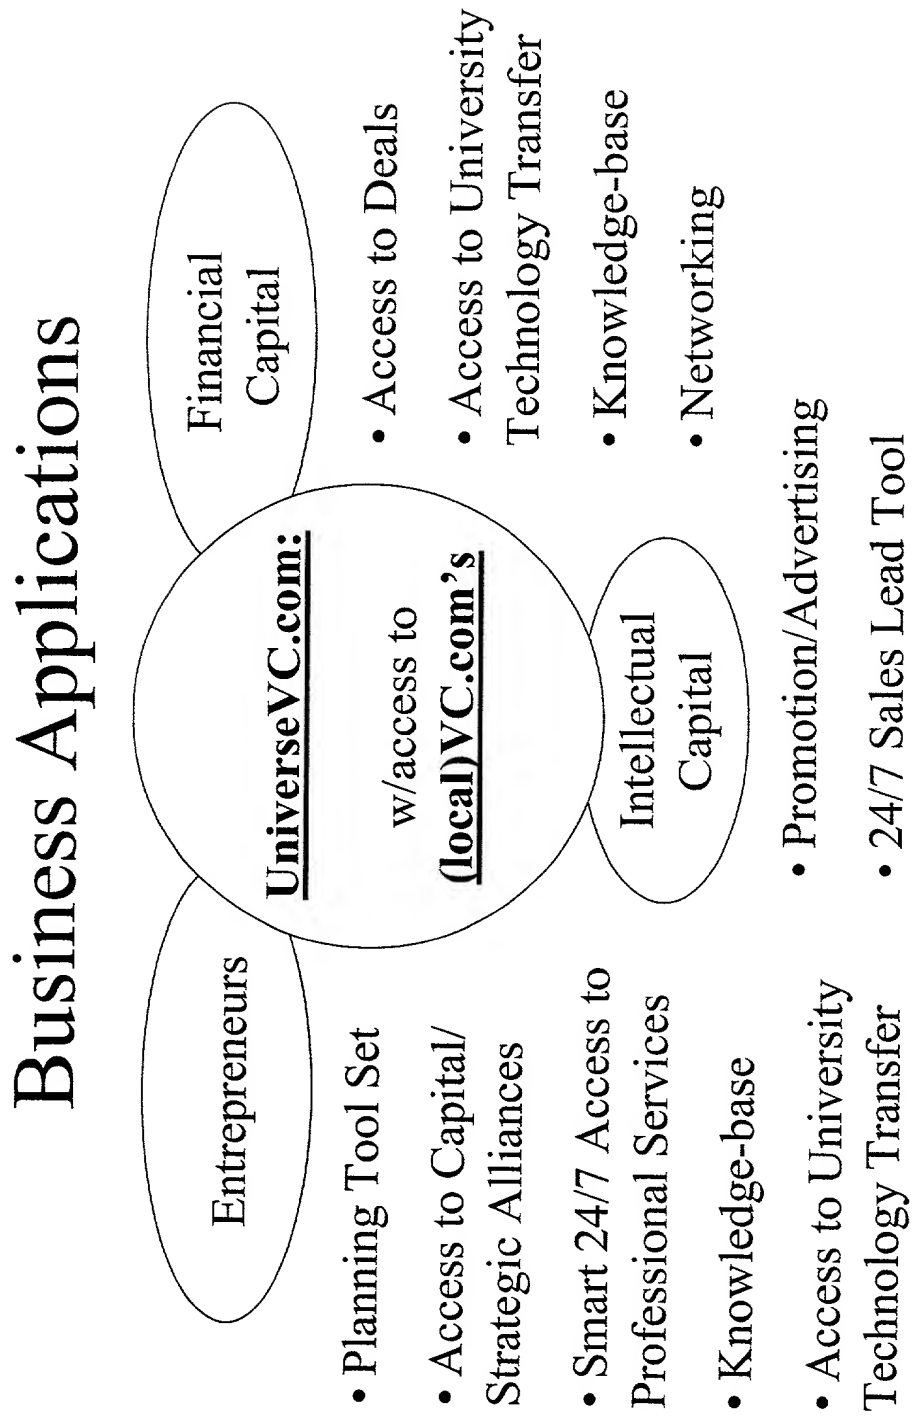 Business Applications
Entrepreneurs
Financial
Capital
UniverseVC.com:
w/access to
(local)VC.com's
Intellectual
Capital
• Planning Tool Set
• Access to Capital/
Strategic Alliances
• Smart 24/7 Access to
Professional Services
• Knowledge-base
• Access to University
Technology Transfer
• Promotion/Advertising
• 24/7 Sales Lead Tool
• Access to Deals
• Access to University
Technology Transfer
• Knowledge-base
• Networking